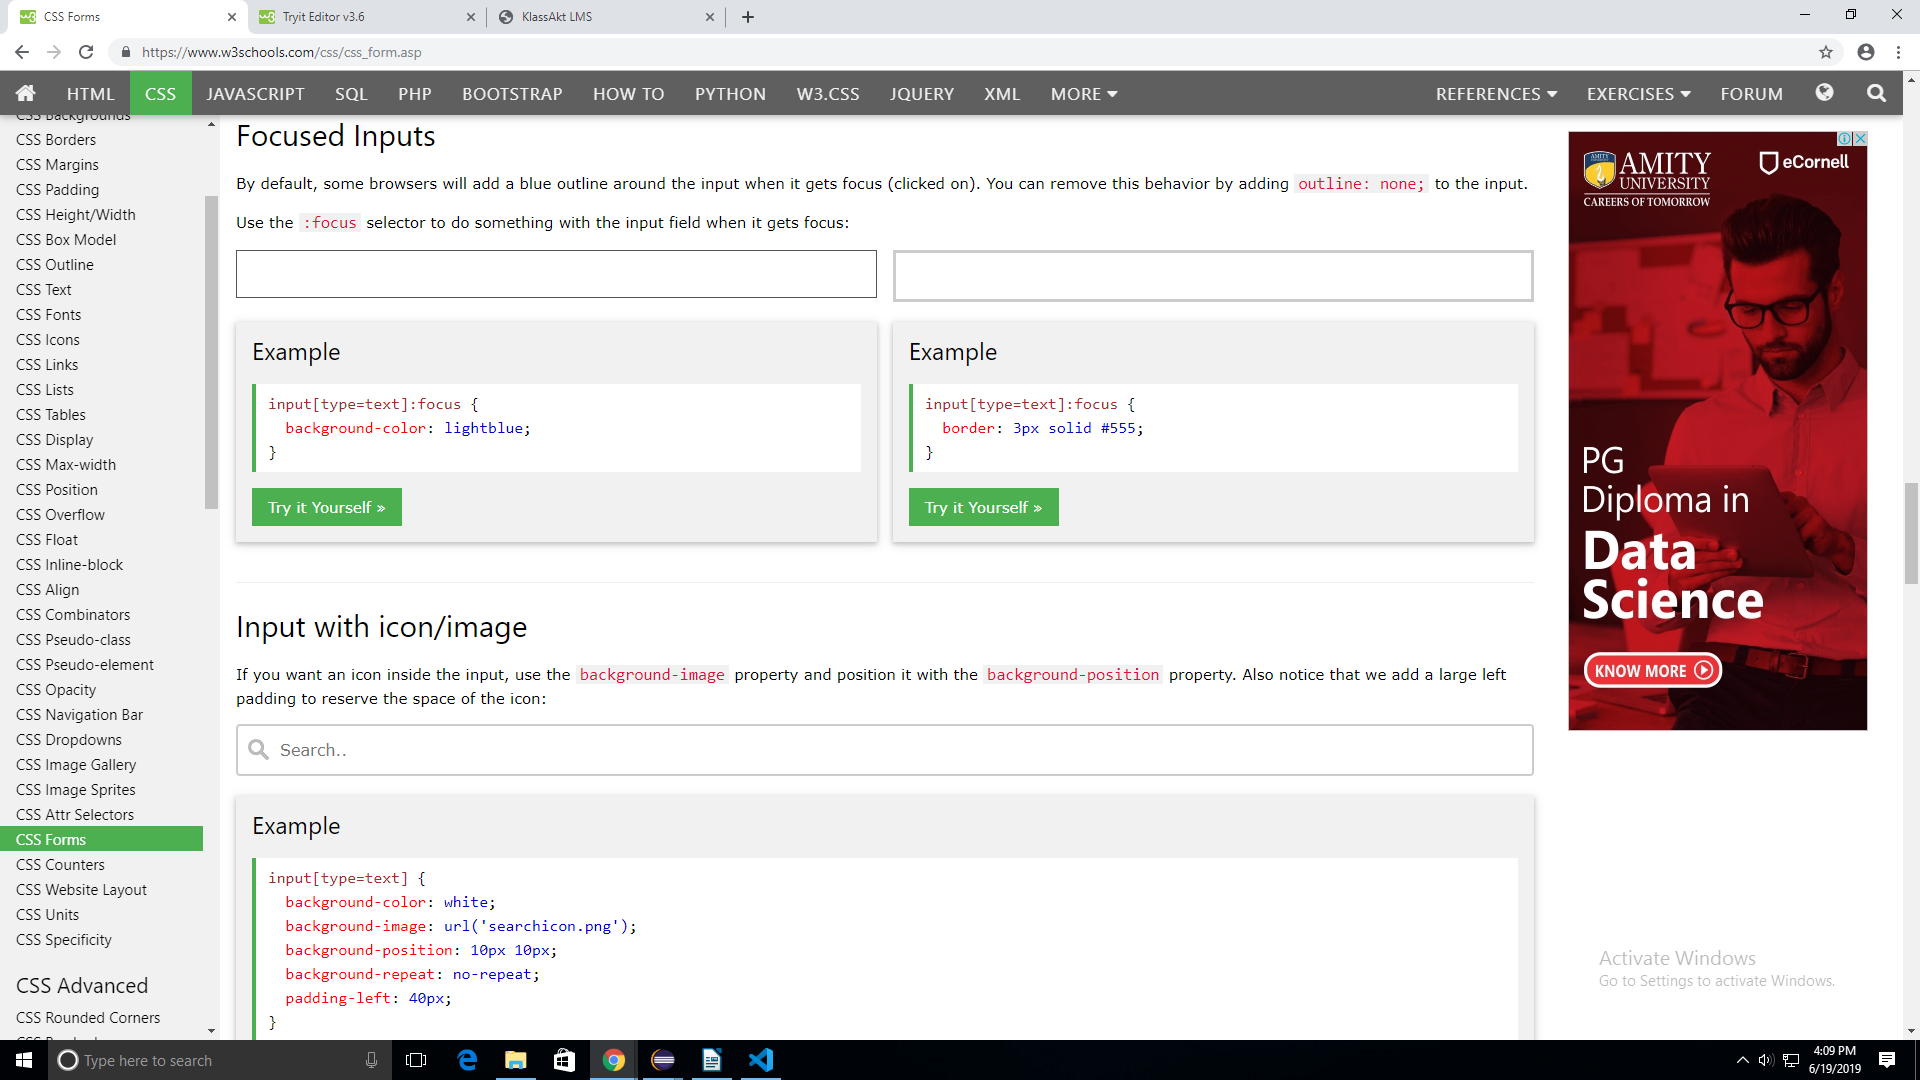 CSS Forms
Tryit Editor v3.6
KlassAkt LMS
https://www.w3schools.com/css/css_form.asp
HTML
CSS
JAVASCRIPT
SQL
PHP
BOOTSTRAP
HOW TO
PYTHON
W3.CSS
JQUERY
XML
MORE
REFERENCES
EXERCISES
FORUM
CSS Backgrounds
CSS Borders
CSS Margins
CSS Padding
CSS Height/Width
CSS Box Model
CSS Outline
CSS Text
CSS Fonts
CSS Icons
CSS Links
CSS Lists
CSS Tables
CSS Display
CSS Max-width
CSS Position
CSS Overflow
CSS Float
CSS Inline-block
CSS Align
CSS Combinators
CSS Pseudo-class
CSS Pseudo-element
CSS Opacity
CSS Navigation Bar
CSS Dropdowns
CSS Image Gallery
CSS Image Sprites
CSS Attr Selectors
CSS Forms
CSS Counters
CSS Website Layout
CSS Units
CSS Specificity
CSS Advanced
CSS Rounded Corners
Focused Inputs
By default, some browsers will add a blue outline around the input when it gets focus (clicked on). You can remove this behavior by adding outline: none; to the input.
Use the :focus selector to do something with the input field when it gets focus:
Example
input[type=text]:focus {
background-color: lightblue;
}
Try it Yourself »
Example
input[type=text]:focus {
border: 3px solid #555;
}
Try it Yourself »
Input with icon/image
If you want an icon inside the input, use the background-image property and position it with the background-position property. Also notice that we add a large left
padding to reserve the space of the icon:
Search..
Example
input[type=text] {
background-color: white;
background-image: url('searchicon.png');
background-position: 10px 10px;
background-repeat: no-repeat;
padding-left: 40px;
}
AMITY
UNIVERSITY
CAREERS OF TOMORROW
eCornell
PG
Diploma in
Data
Science
KNOW MORE
Activate Windows
Go to Settings to activate Windows.
Type here to search
4:09 PM
6/19/2019